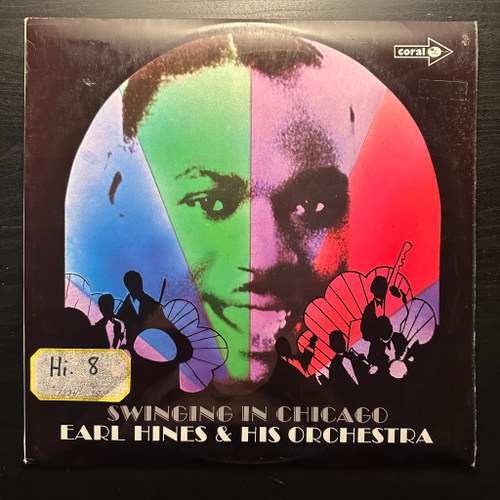 coral
Hi. 8
SWINGING IN CHICAGO
EARL HINES & HIS ORCHESTRA